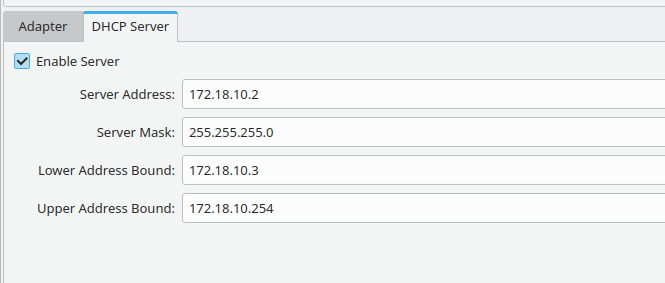 Adapter DHCP Server
Enable Server
Server Address: 172.18.10.2
Server Mask: 255.255.255.0
Lower Address Bound: 172.18.10.3
Upper Address Bound: 172.18.10.254